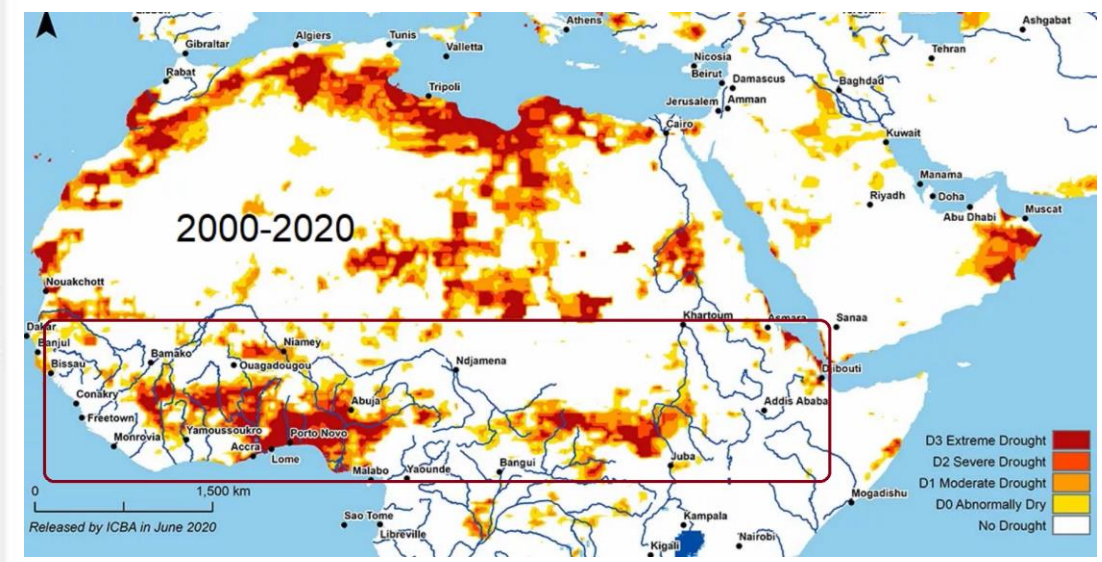 Lisbon
Athens
Ashgabat
Gibraltar
Algiers
Tunis
Valletta
Nicosia
Tehran
Rabat
Beirut
Damascus
Baghdad
Tripoli
Jerusalem
Amman
Cairo
Kuwait
Manama
Doha
Riyadh
Abu Dhabi
Muscat
2000-2020
Nouakchott
Khartoum
Asmara
Sanaa
Dakar
Banjul
Niamey
Bamako
Ouagadougou
Ndjamena
Djibouti
Bissau
Conakry
Abuja
Addis Ababa
Freetown
Yamoussoukro
Porto Novo
Monrovia
Accra
Lome
Bangui
Juba
Malabo
Yaounde
Mogadishu
D3 Extreme Drought
D2 Severe Drought
D1 Moderate Drought
D0 Abnormally Dry
No Drought
0
1,500 km
Released by ICBA in June 2020
Sao Tome
Libreville
Kampala
Nairobi
Kigali